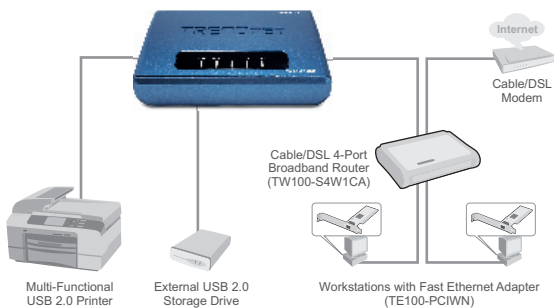 TRENDnet
Internet
Cable/DSL
Modem
Cable/DSL 4-Port
Broadband Router
(TW100-S4W1CA)
Multi-Functional
USB 2.0 Printer
External USB 2.0
Storage Drive
Workstations with Fast Ethernet Adapter
(TE100-PCIWN)